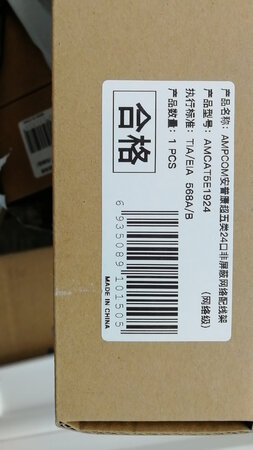 产品名称：AMPCOM安普康超五类24口非屏蔽网络配线架
（网络级）
产品型号：AMCAT5E1924
执行标准：TIA/EIA 568A/B
产品数量：1 PCS
合格
6935089101505
MADE IN CHINA